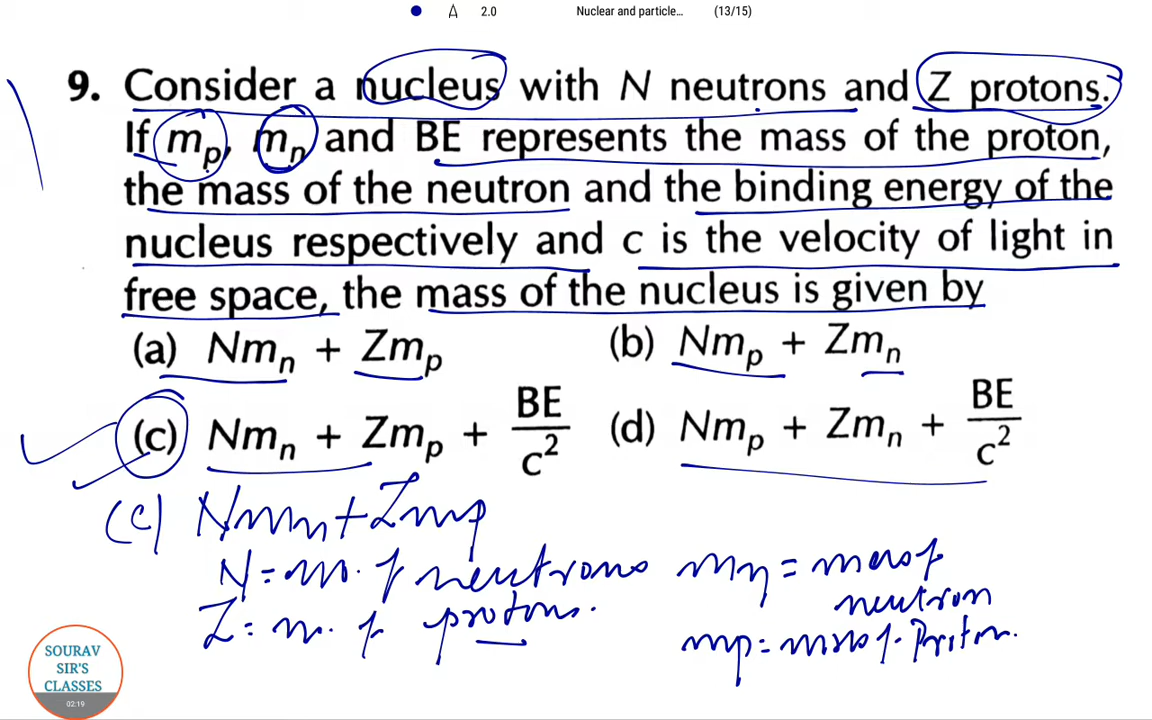 2.0 Nuclear and particle... (13/15)
9. Consider a nucleus with N neutrons and Z protons.
If mₚ, mₙ and BE represents the mass of the proton,
the mass of the neutron and the binding energy of the
nucleus respectively and c is the velocity of light in
free space, the mass of the nucleus is given by
(a) Nmₙ + Zmₚ (b) Nmₚ + Zmₙ
(c) Nmₙ + Zmₚ + BE/c² (d) Nmₚ + Zmₙ + BE/c²
(c) Nmₙ + Zmₚ
N = no. of neutrons mₙ = mass of
neutron
Z = no. of protons.
mp = mass of Proton.
SOURAV
SIR'S
CLASSES
02:19